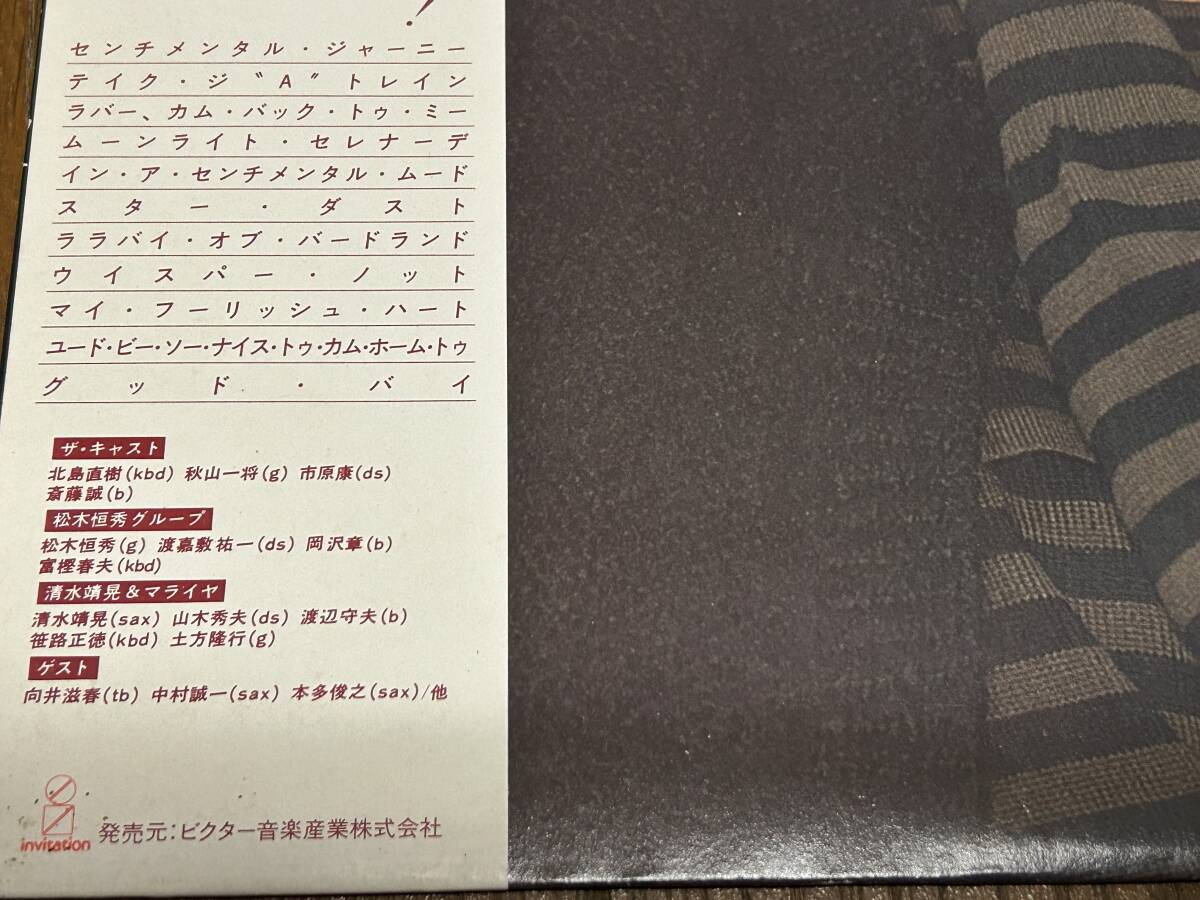 !
センチメンタル・ジャーニー
テイク・ジ〝A〟トレイン
ラバー、カム・バック・トゥ・ミー
ムーンライト・セレナーデ
イン・ア・センチメンタル・ムード
スター・ダスト
ララバイ・オブ・バードランド
ウイスパー・ノット
マイ・フーリッシュ・ハート
ユード・ビー・ソー・ナイス・トゥ・カム・ホーム・トゥ
グッド・バイ
ザ・キャスト
北島直樹(kbd) 秋山一将(g) 市原康(ds)
斎藤誠(b)
松木恒秀グループ
松木恒秀(g) 渡嘉敷祐一(ds) 岡沢章(b)
富樫春夫(kbd)
清水靖晃&マライヤ
清水靖晃(sax) 山木秀夫(ds) 渡辺守夫(b)
笹路正徳(kbd) 土方隆行(g)
ゲスト
向井滋春(tb) 中村誠一(sax) 本多俊之(sax)/他
invitation 発売元:ビクター音楽産業株式会社